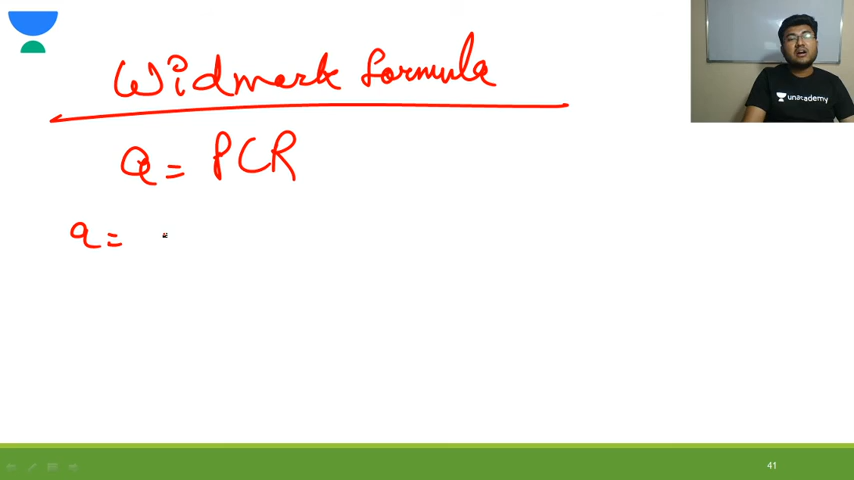 Widmark formula
unacademy
Q = PCR
q =
41